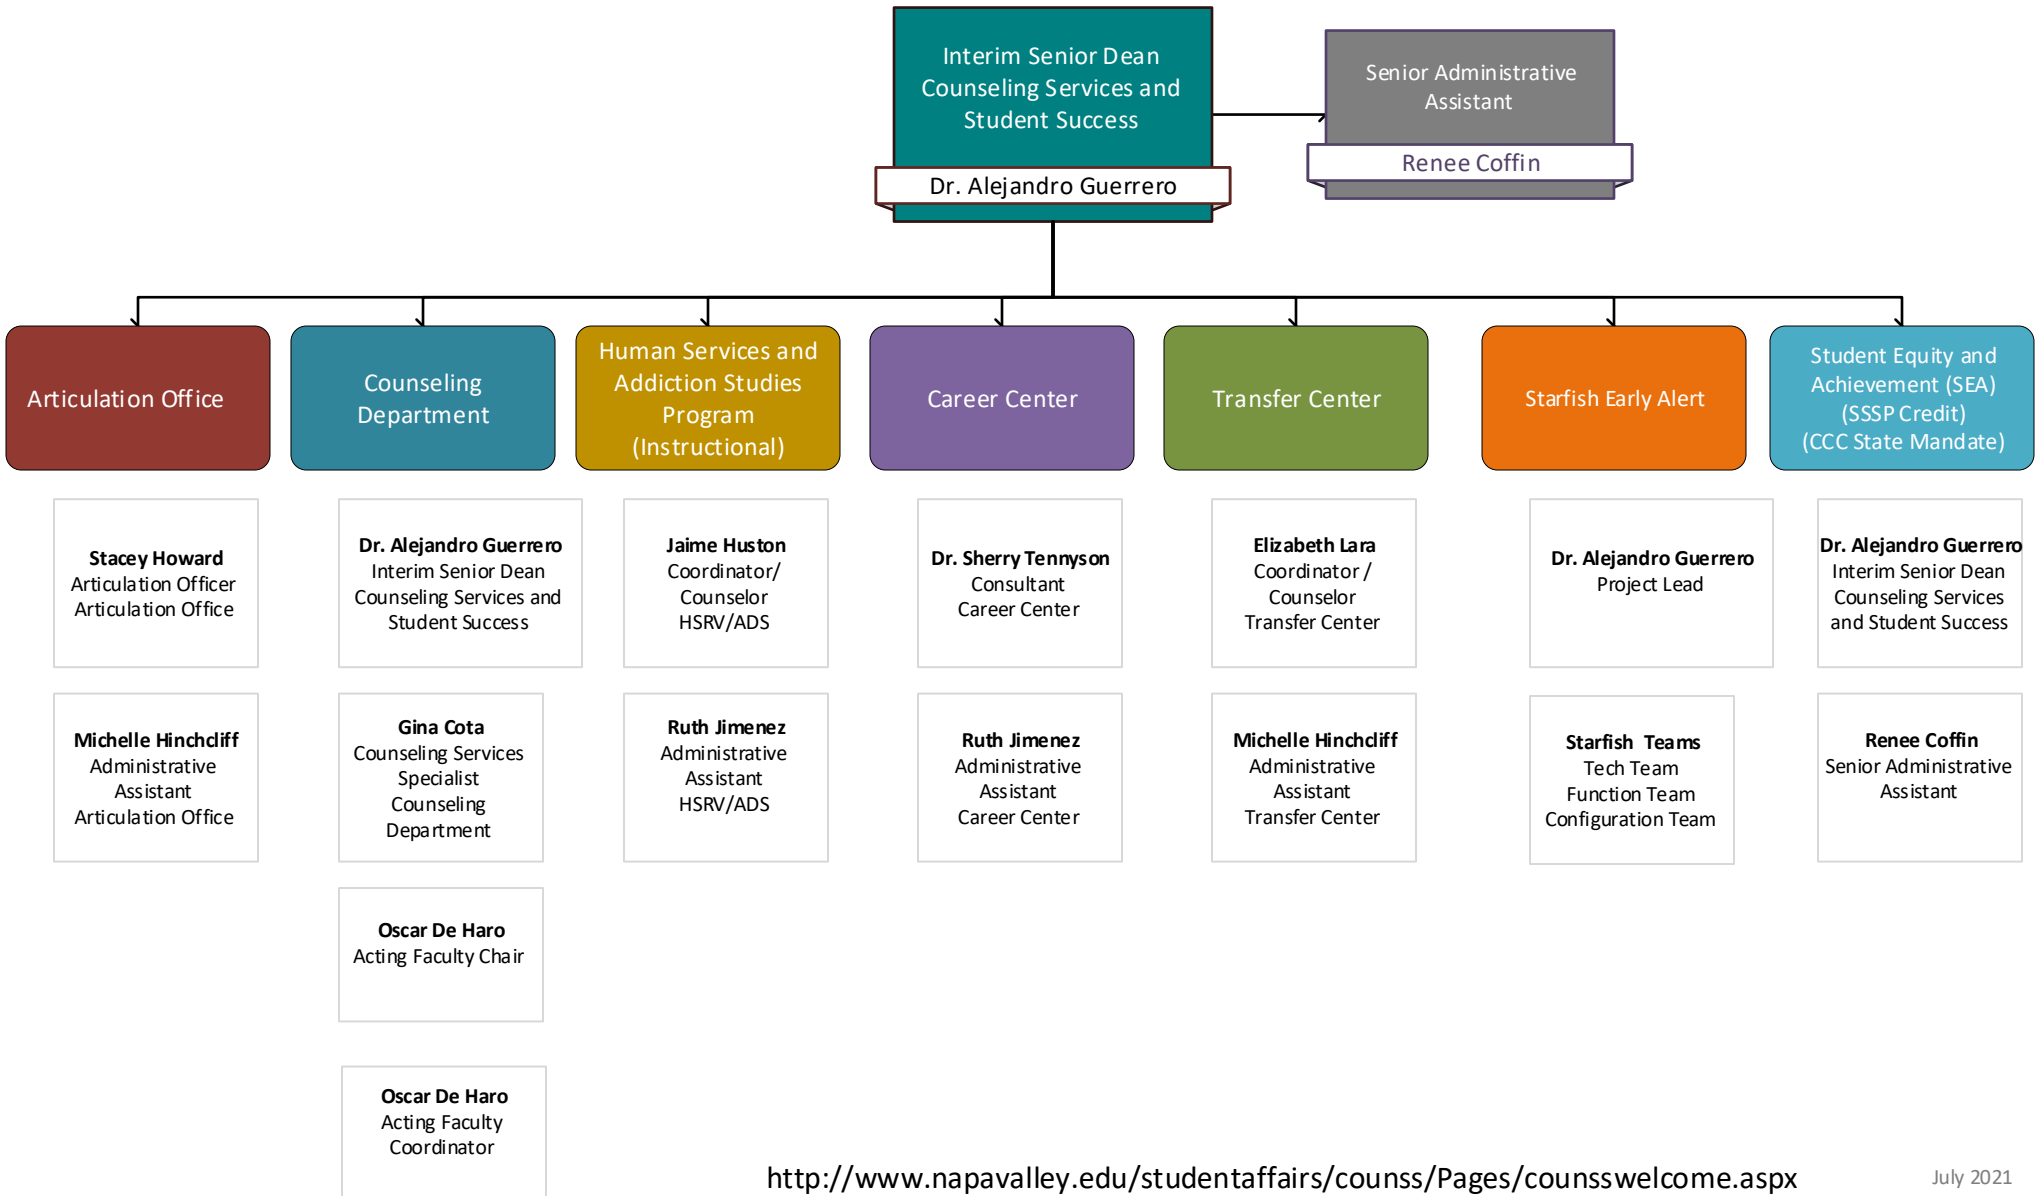 Interim Senior Dean
Counseling Services and
Student Success
Dr. Alejandro Guerrero
Senior Administrative
Assistant
Renee Coffin
Articulation Office
Counseling
Department
Human Services and
Addiction Studies
Program
(Instructional)
Career Center
Transfer Center
Starfish Early Alert
Student Equity and
Achievement (SEA)
(SSSP Credit)
(CCC State Mandate)
Stacey Howard
Articulation Officer
Articulation Office
Michelle Hinchcliff
Administrative
Assistant
Articulation Office
Dr. Alejandro Guerrero
Interim Senior Dean
Counseling Services and
Student Success
Gina Cota
Counseling Services
Specialist
Counseling
Department
Oscar De Haro
Acting Faculty Chair
Oscar De Haro
Acting Faculty
Coordinator
Jaime Huston
Coordinator/
Counselor
HSRV/ADS
Ruth Jimenez
Administrative
Assistant
HSRV/ADS
Dr. Sherry Tennyson
Consultant
Career Center
Ruth Jimenez
Administrative
Assistant
Career Center
Elizabeth Lara
Coordinator /
Counselor
Transfer Center
Michelle Hinchcliff
Administrative
Assistant
Transfer Center
Dr. Alejandro Guerrero
Project Lead
Starfish Teams
Tech Team
Function Team
Configuration Team
Dr. Alejandro Guerrero
Interim Senior Dean
Counseling Services
and Student Success
Renee Coffin
Senior Administrative
Assistant
http://www.napavalley.edu/studentaffairs/counss/Pages/counsswelcome.aspx
July 2021